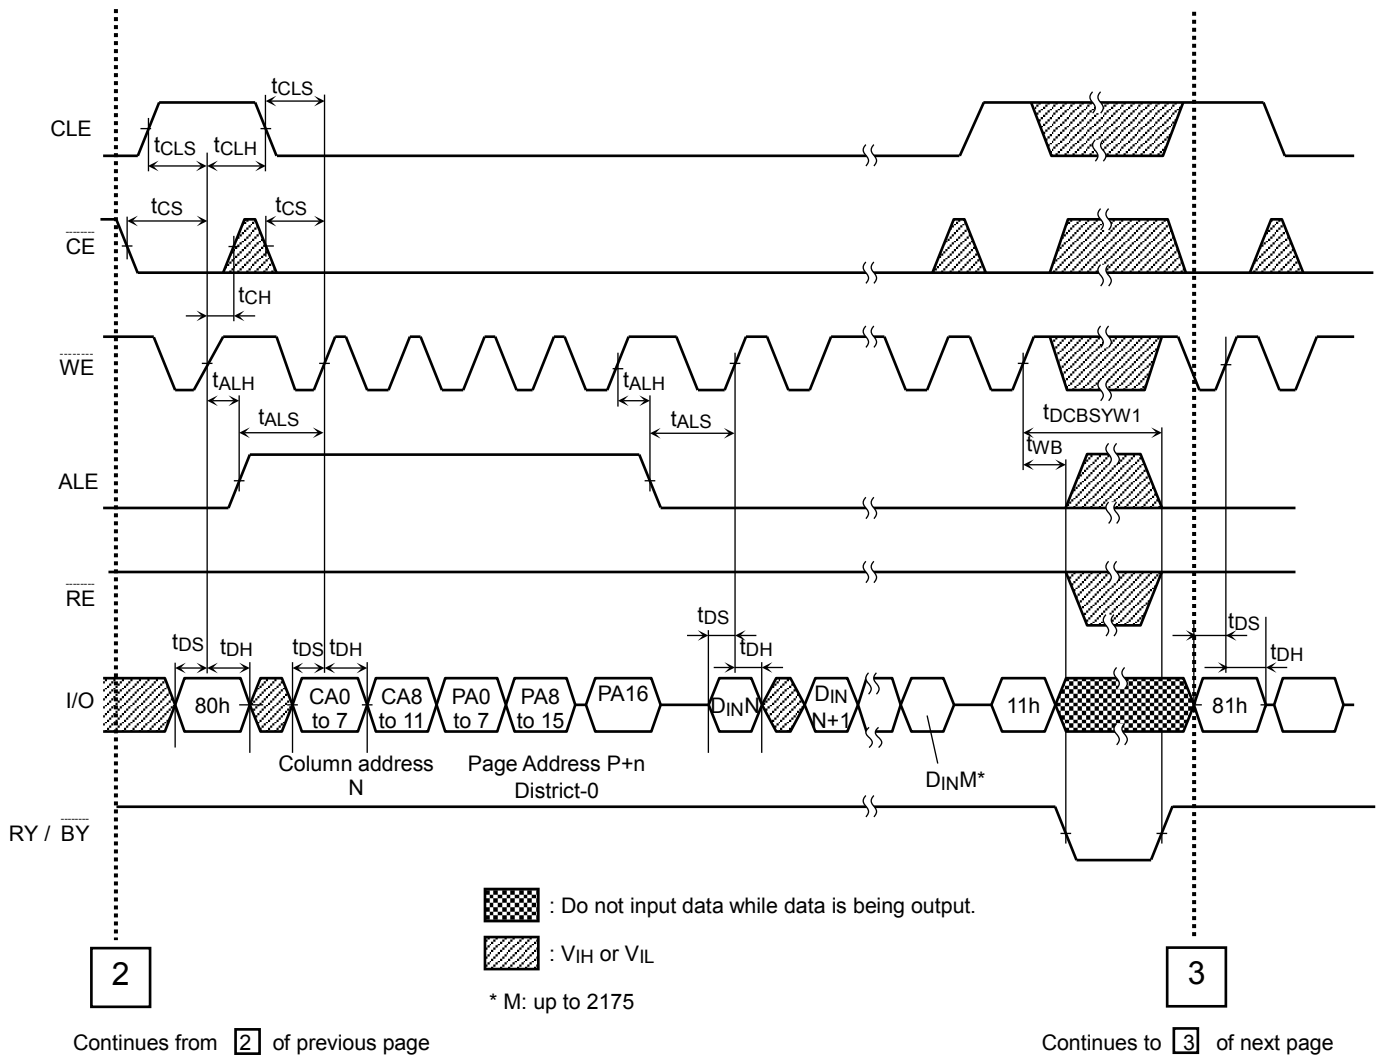 tCLS
CLE
tCLS tCLH
tCS tCS
CE
tCH
WE
tALH tALH
tALS tALS tDCBSYW1
tWB
ALE
RE
tDS tDH tDS tDH tDS tDH tDS tDH
I/O
80h
CA0 to 7
CA8 to 11
PA0 to 7
PA8 to 15
PA16
DINN
DIN N+1
11h
81h
Column address
N
Page Address P+n
District-0
DINM*
RY / BY
: Do not input data while data is being output.
: VIH or VIL
* M: up to 2175
2
3
Continues from 2 of previous page
Continues to 3 of next page